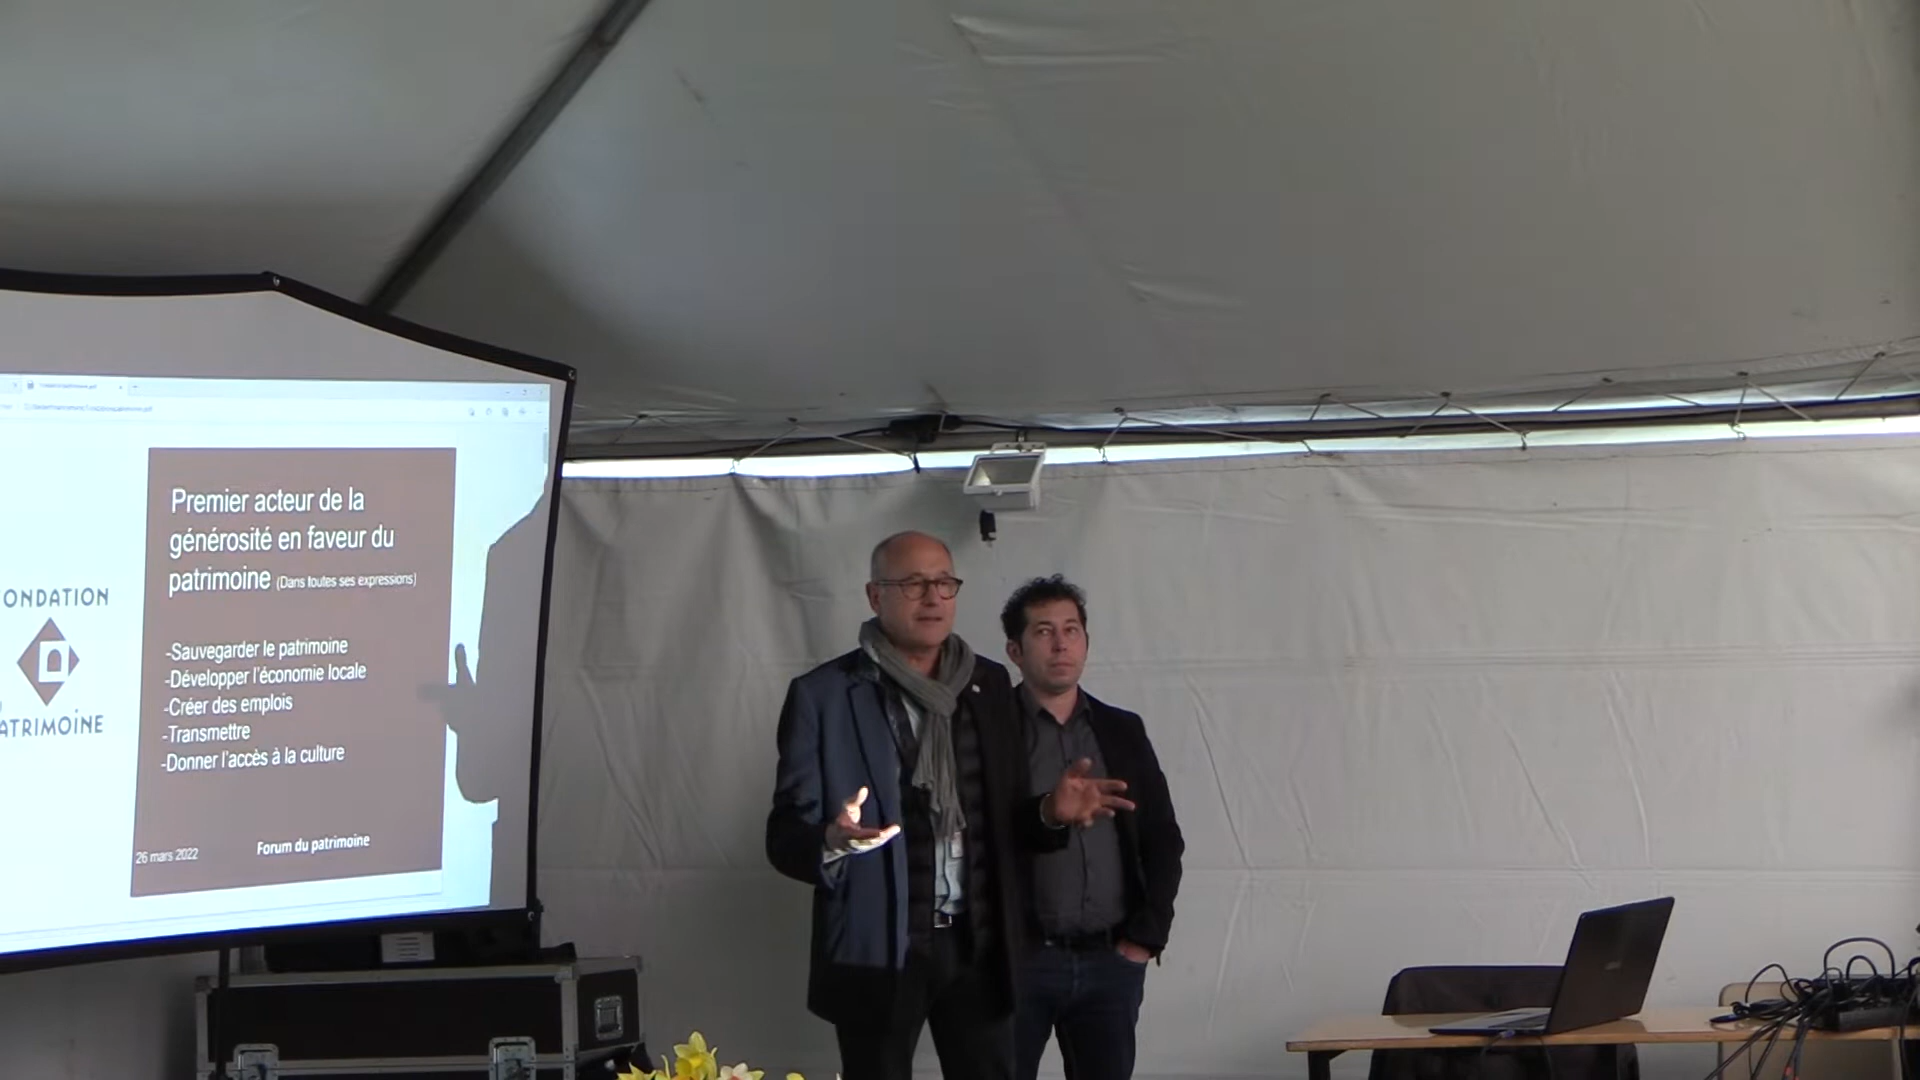 Premier acteur de la
générosité en faveur du
patrimoine (Dans toutes ses expressions)
ONDATION
ATRIMOINE
-Sauvegarder le patrimoine
-Développer l'économie locale
-Créer des emplois
-Transmettre
-Donner l'accès à la culture
26 mars 2022
Forum du patrimoine